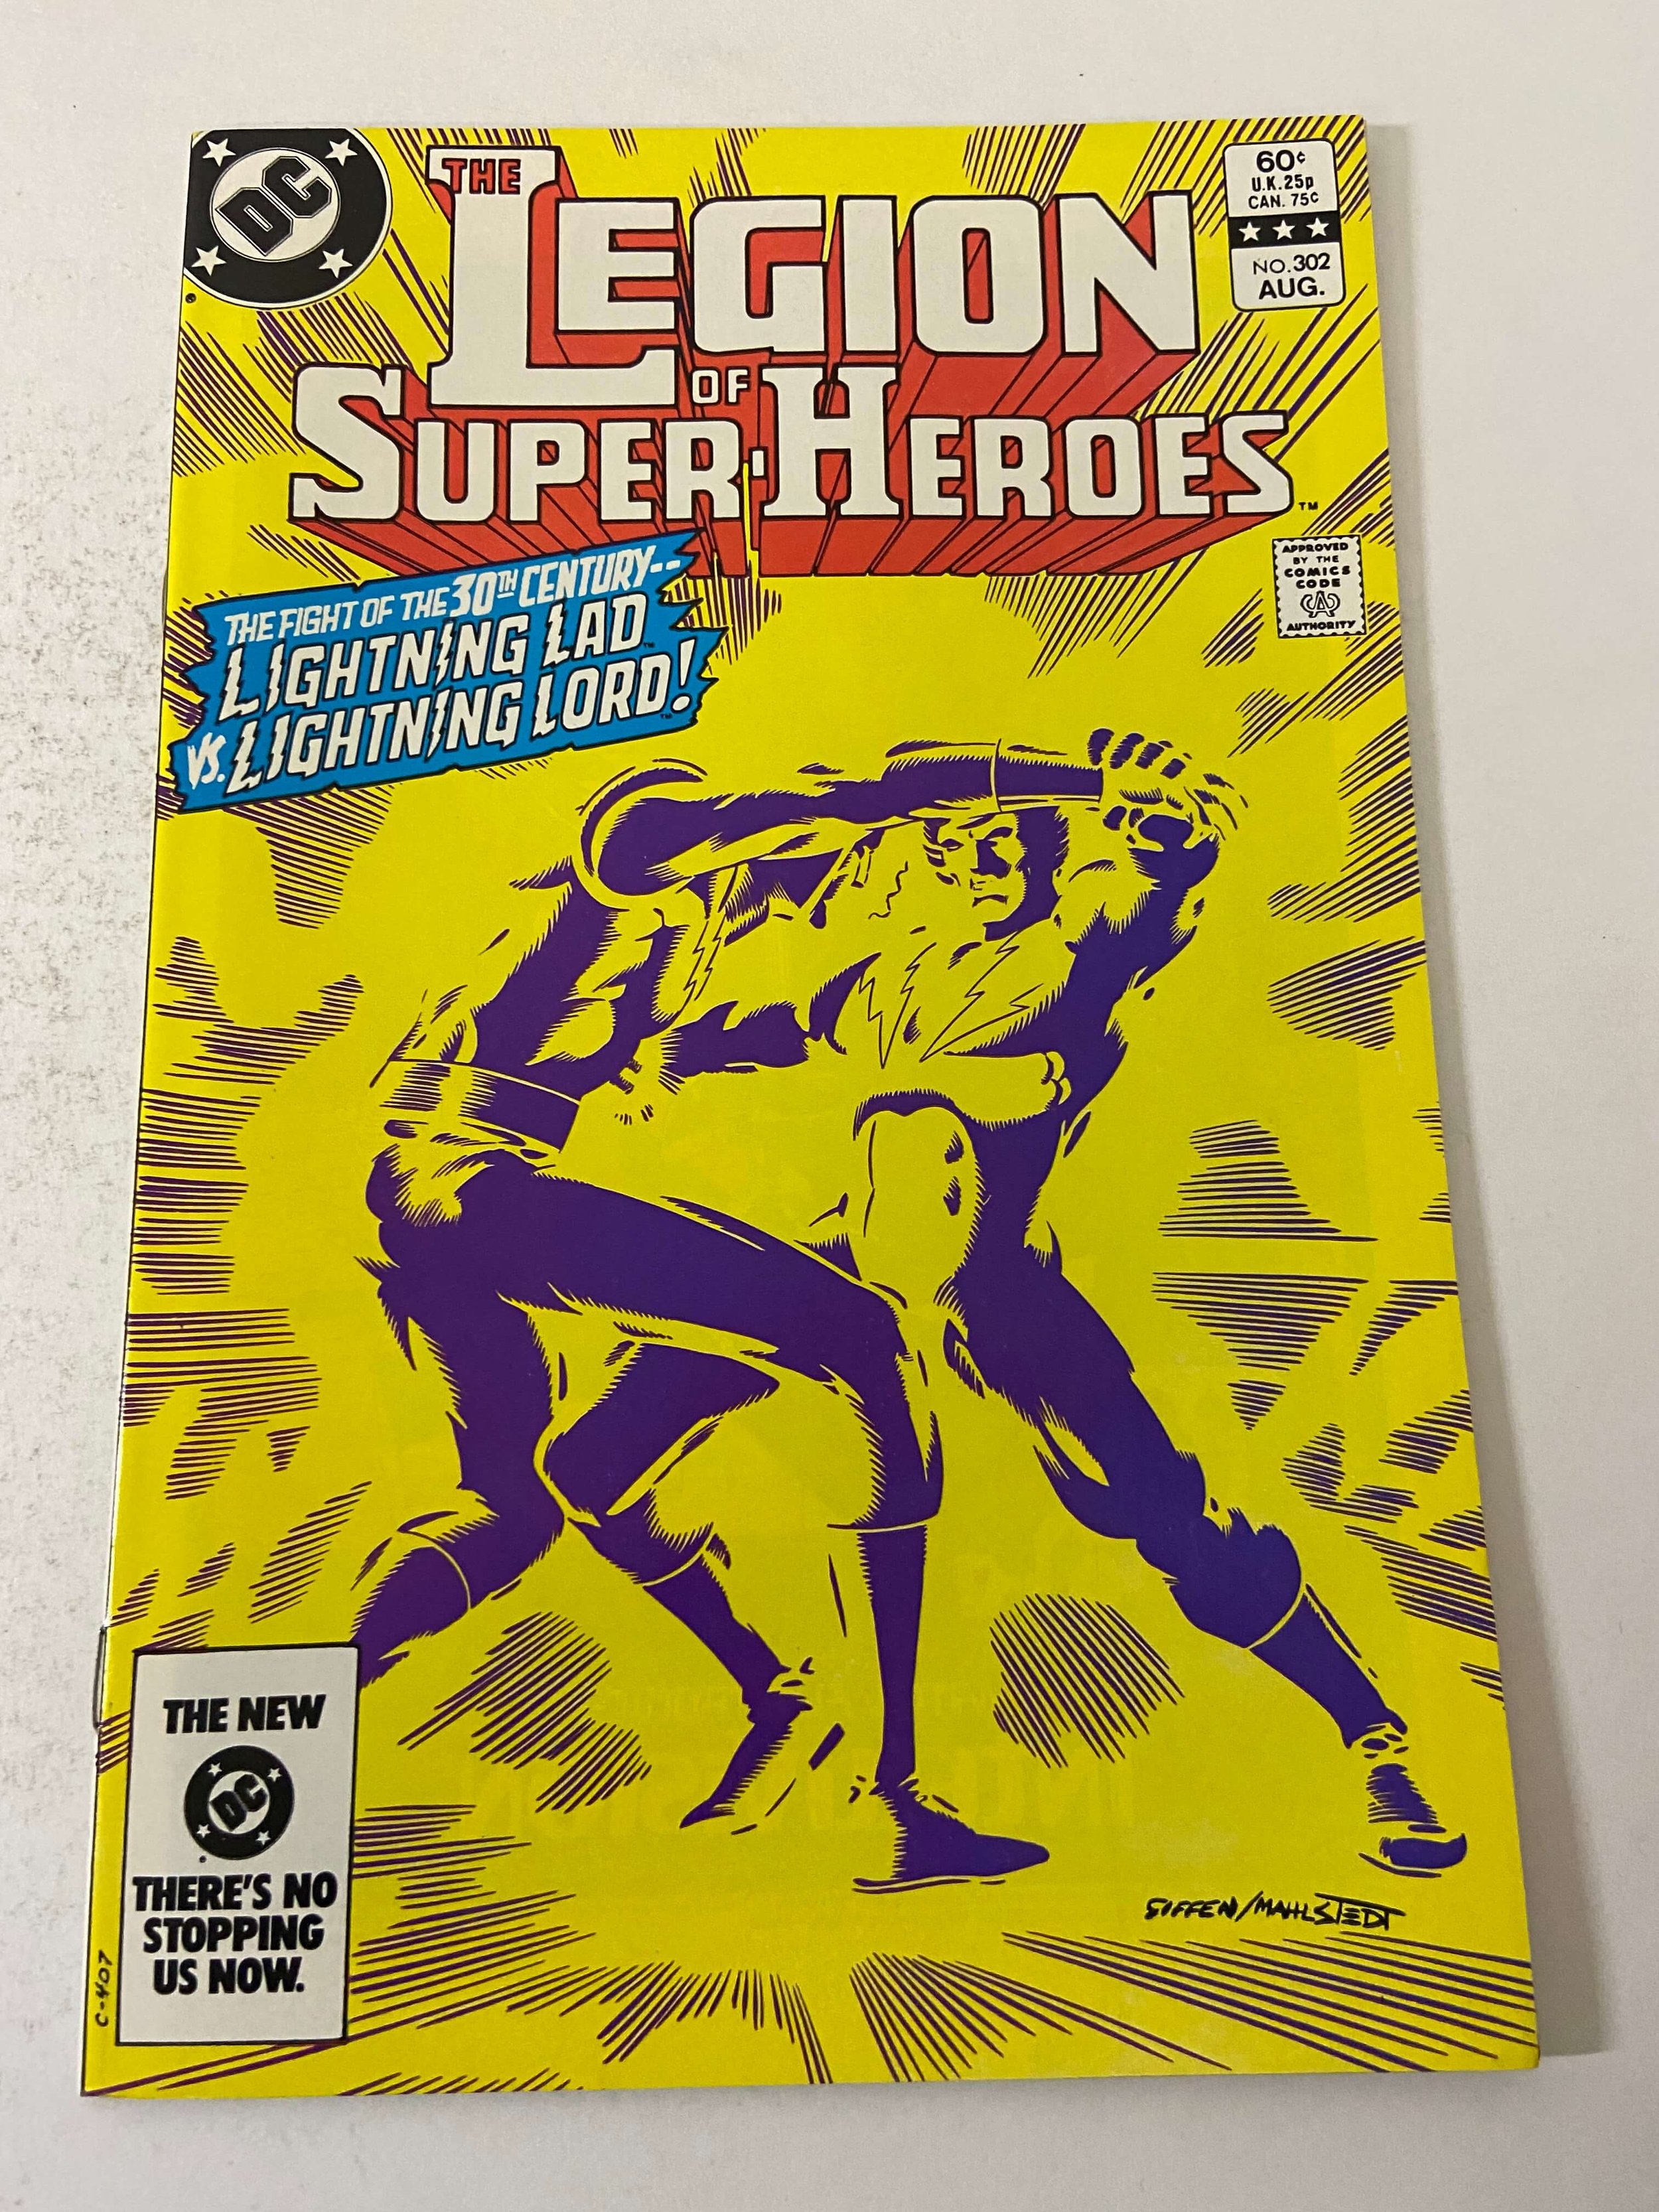 DC
THE
LEGION
OF
SUPER-HEROES
™
60¢
U.K. 25p
CAN. 75¢
NO. 302
AUG.
APPROVED
BY THE
COMICS
CODE
CA
AUTHORITY
THE FIGHT OF THE 30TH CENTURY--
LIGHTNING LAD™
VS. LIGHTNING LORD!™
THE NEW
DC
THERE'S NO
STOPPING
US NOW.
C-407
GIFFEN/MAHLSTEDT